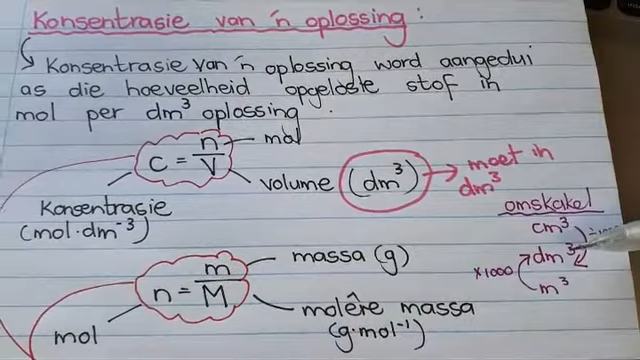 Konsentrasie van 'n oplossing :
Konsentrasie van 'n oplossing word aangedui
as die hoeveelheid opgeloste stof in
mol per dm³ oplossing .
c = n/V
mol
volume (dm³) → moet in
dm³
Konsentrasie
(mol·dm⁻³)
omskakel
cm³
dm³
x1000
m³
n = m/M
massa (g)
molêre massa
(g·mol⁻¹)
mol